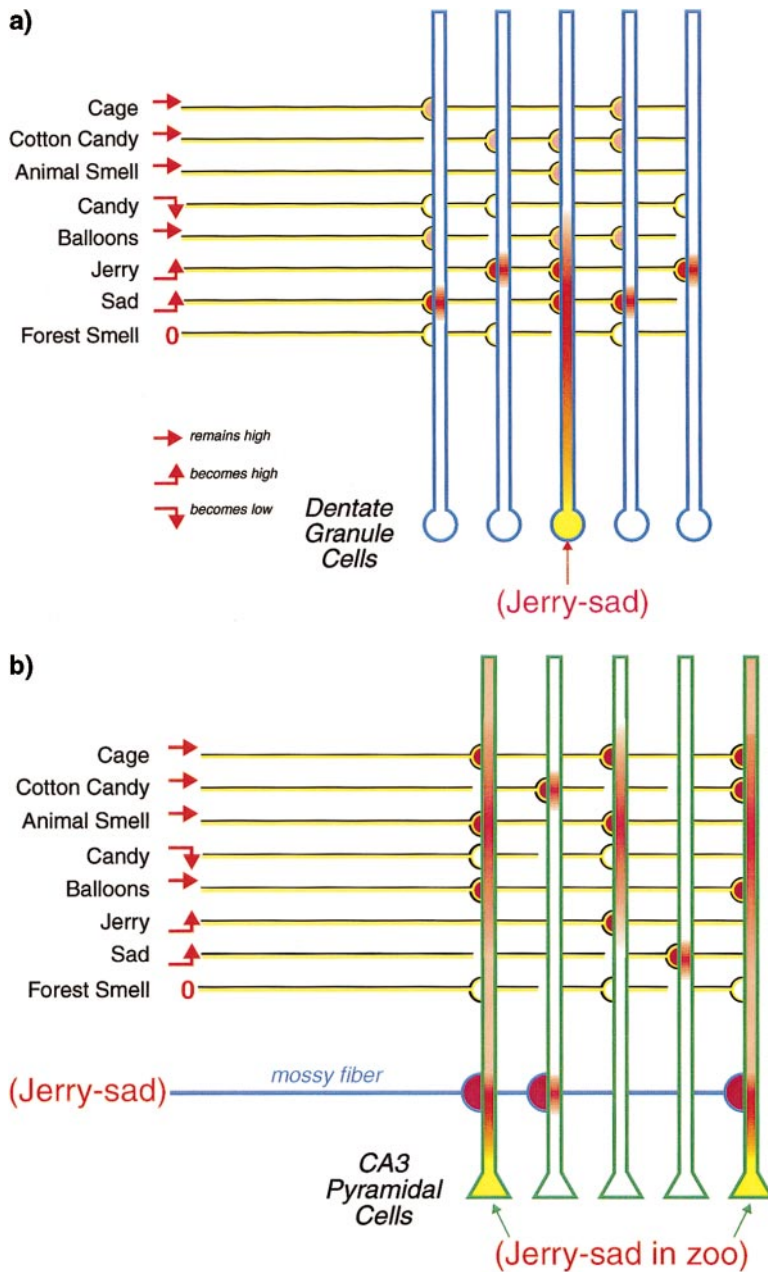 a)
Cage
Cotton Candy
Animal Smell
Candy
Balloons
Jerry
Sad
Forest Smell 0
remains high
becomes high
becomes low
Dentate
Granule
Cells
(Jerry-sad)
b)
Cage
Cotton Candy
Animal Smell
Candy
Balloons
Jerry
Sad
Forest Smell 0
(Jerry-sad)
mossy fiber
CA3
Pyramidal
Cells
(Jerry-sad in zoo)